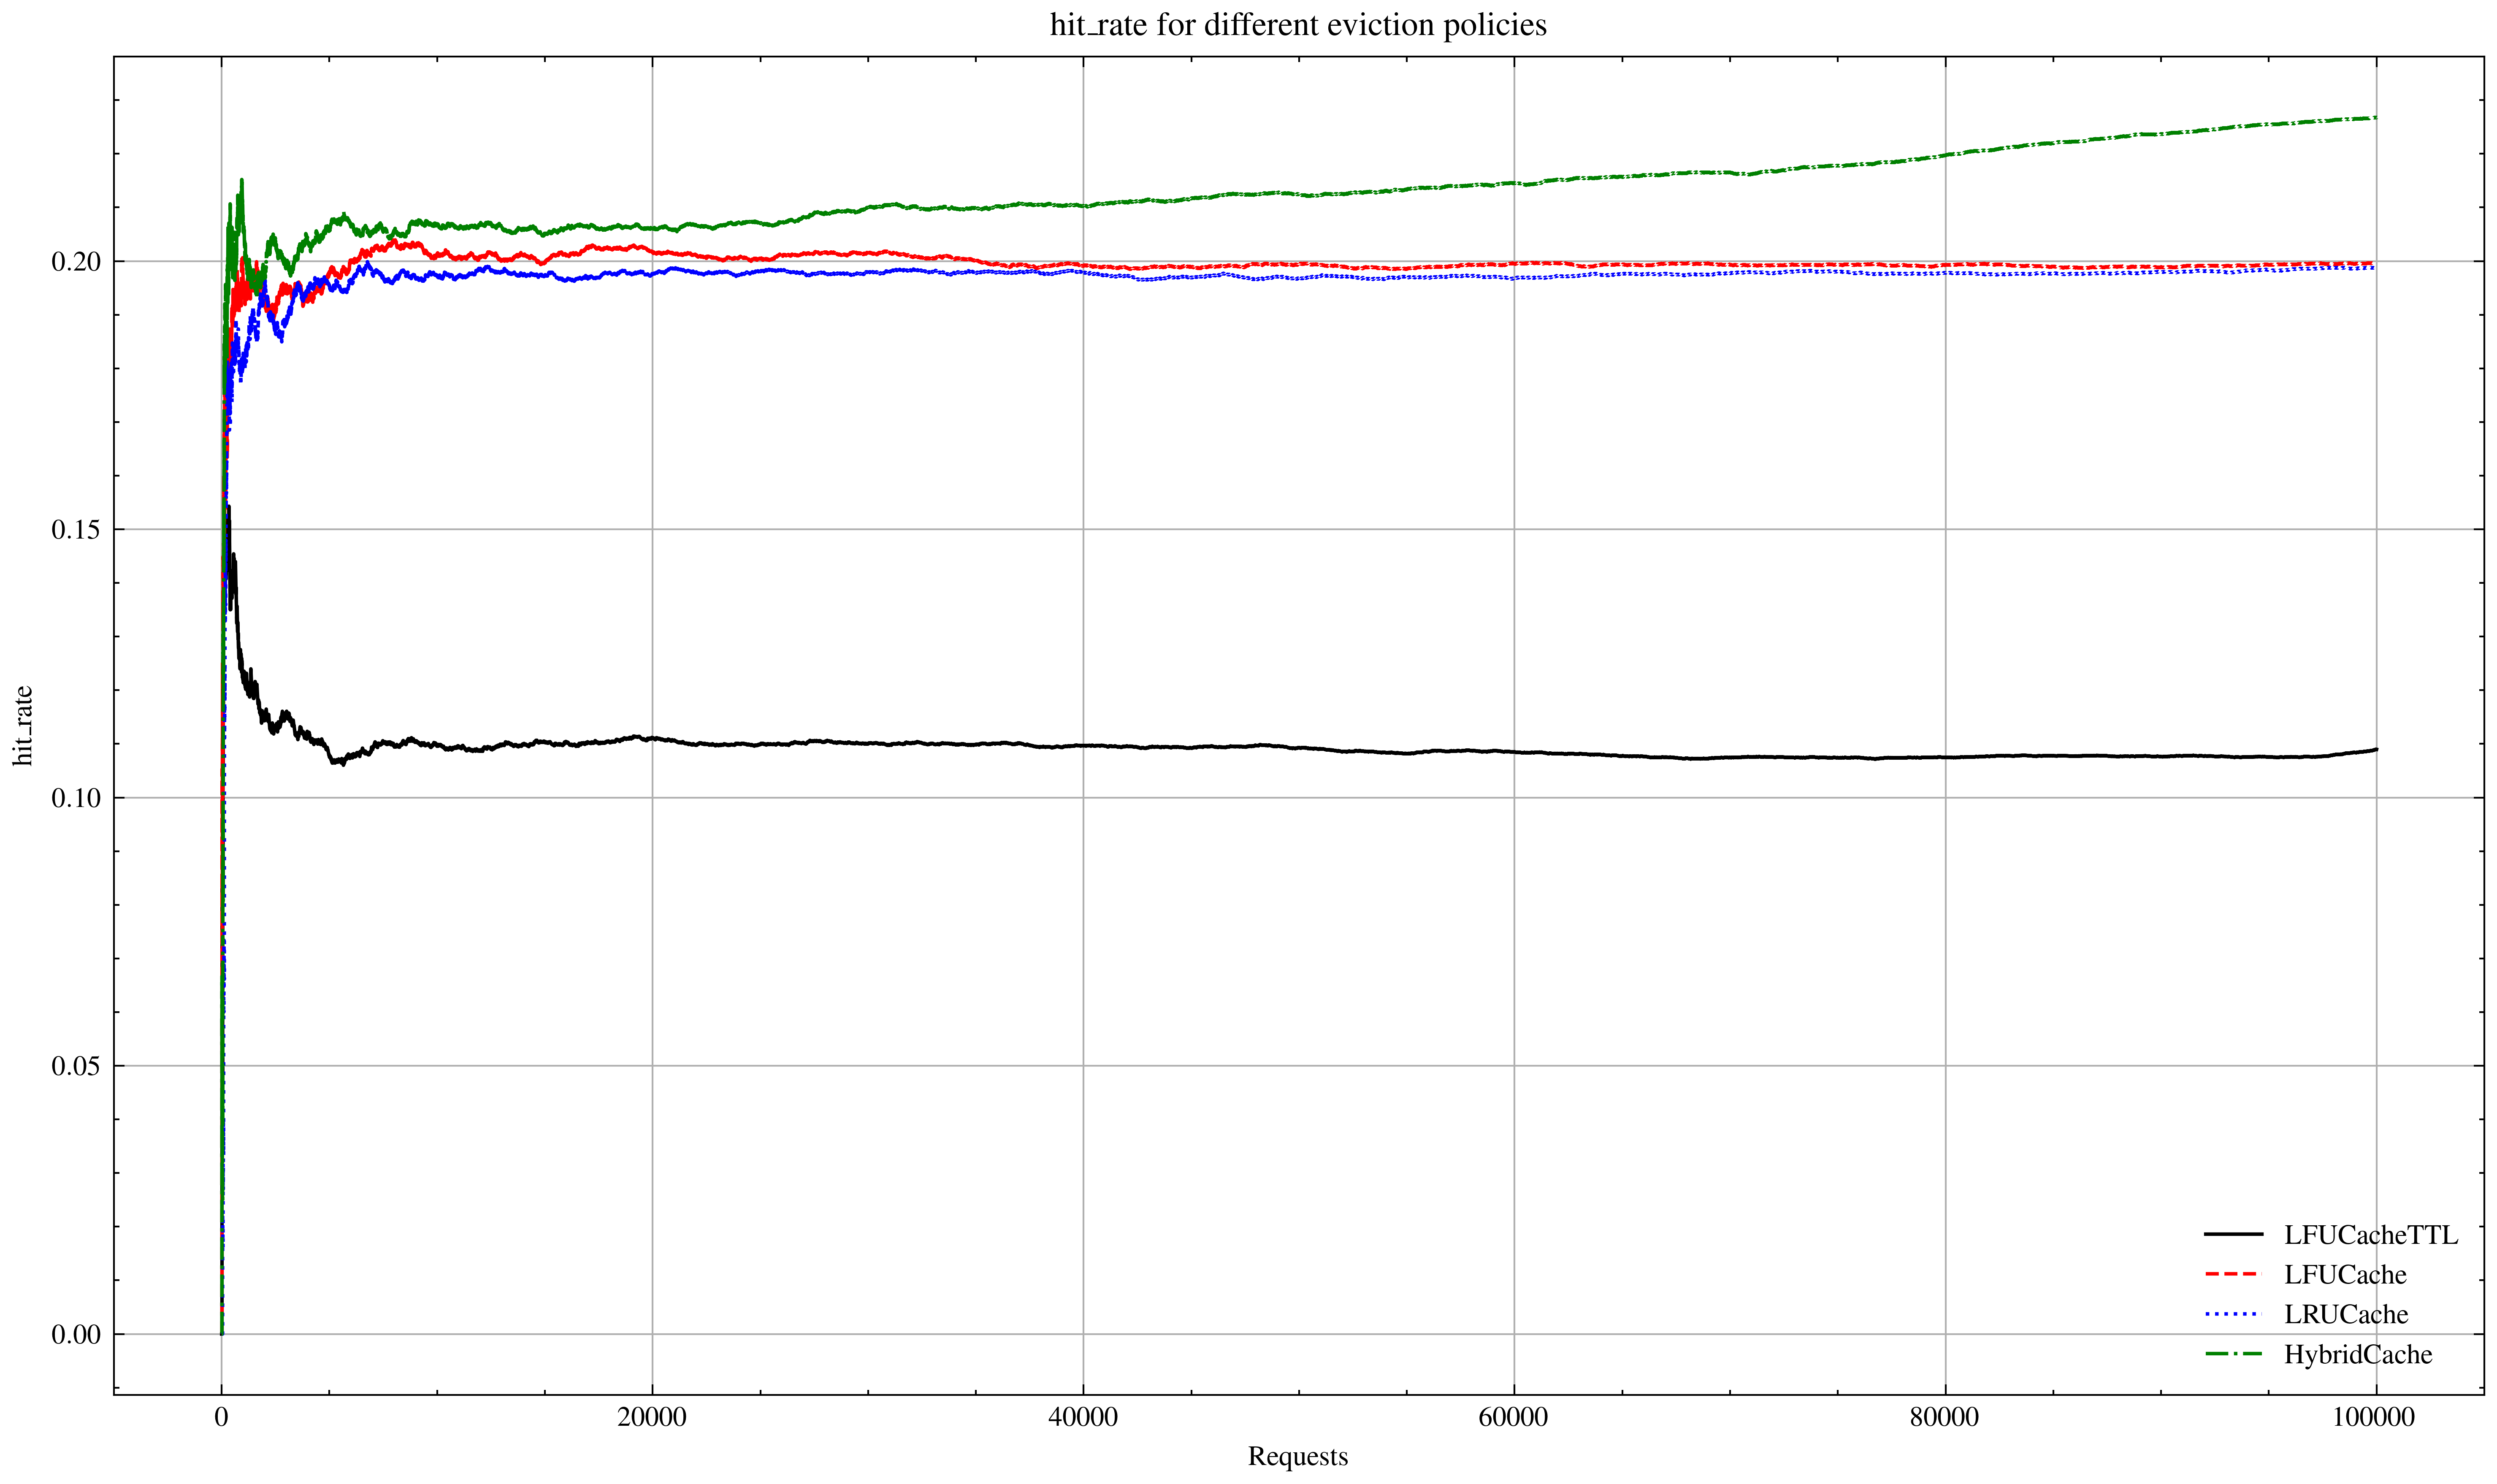 hit_rate for different eviction policies
hit_rate
0.20
0.15
0.10
0.05
0.00
0 20000 40000 60000 80000 100000
Requests
LFUCacheTTL
LFUCache
LRUCache
HybridCache